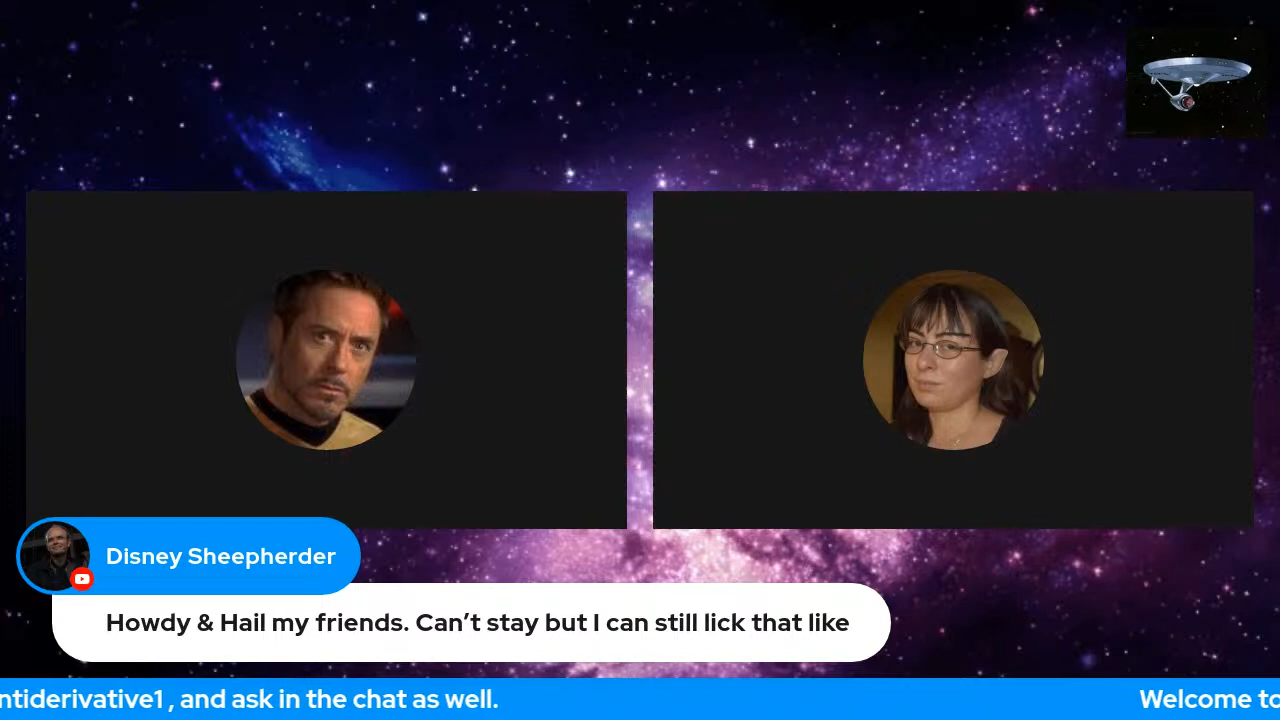 Disney Sheepherder
Howdy & Hail my friends. Can’t stay but I can still lick that like
ntiderivative1 , and ask in the chat as well. Welcome to